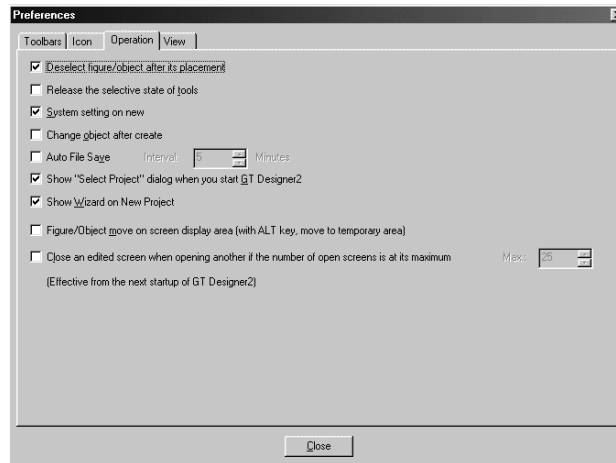 Preferences
Toolbars Icon Operation View
Deselect figure/object after its placement
Release the selective state of tools
System setting on new
Change object after create
Auto File Save Interval: 5 Minutes
Show "Select Project" dialog when you start GT Designer2
Show Wizard on New Project
Figure/Object move on screen display area (with ALT key, move to temporary area)
Close an edited screen when opening another if the number of open screens is at its maximum Max.: 25
(Effective from the next startup of GT Designer2)
Close